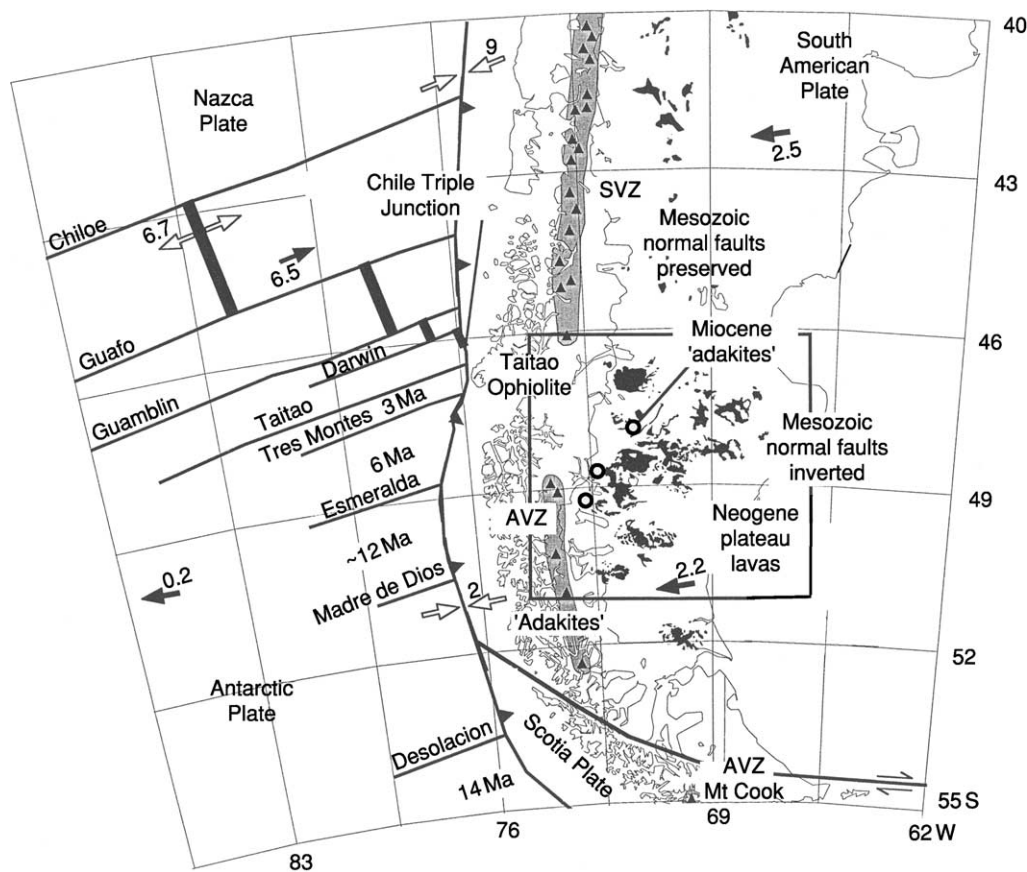 40
9
South
American
Plate
Nazca
Plate
2.5
Chile Triple
Junction
43
SVZ
Chiloe
6.7
6.5
Mesozoic
normal faults
preserved
Guafo
Miocene
'adakites'
46
Darwin
Taitao
Ophiolite
Guamblin
Taitao
3 Ma
Tres Montes
Mesozoic
normal faults
inverted
6 Ma
Esmeralda
49
AVZ
Neogene
plateau
lavas
~12 Ma
0.2
Madre de Dios
2
2.2
'Adakites'
52
Antarctic
Plate
Desolacion
Scotia Plate
14 Ma
AVZ
Mt Cook
55 S
76
69
62 W
83